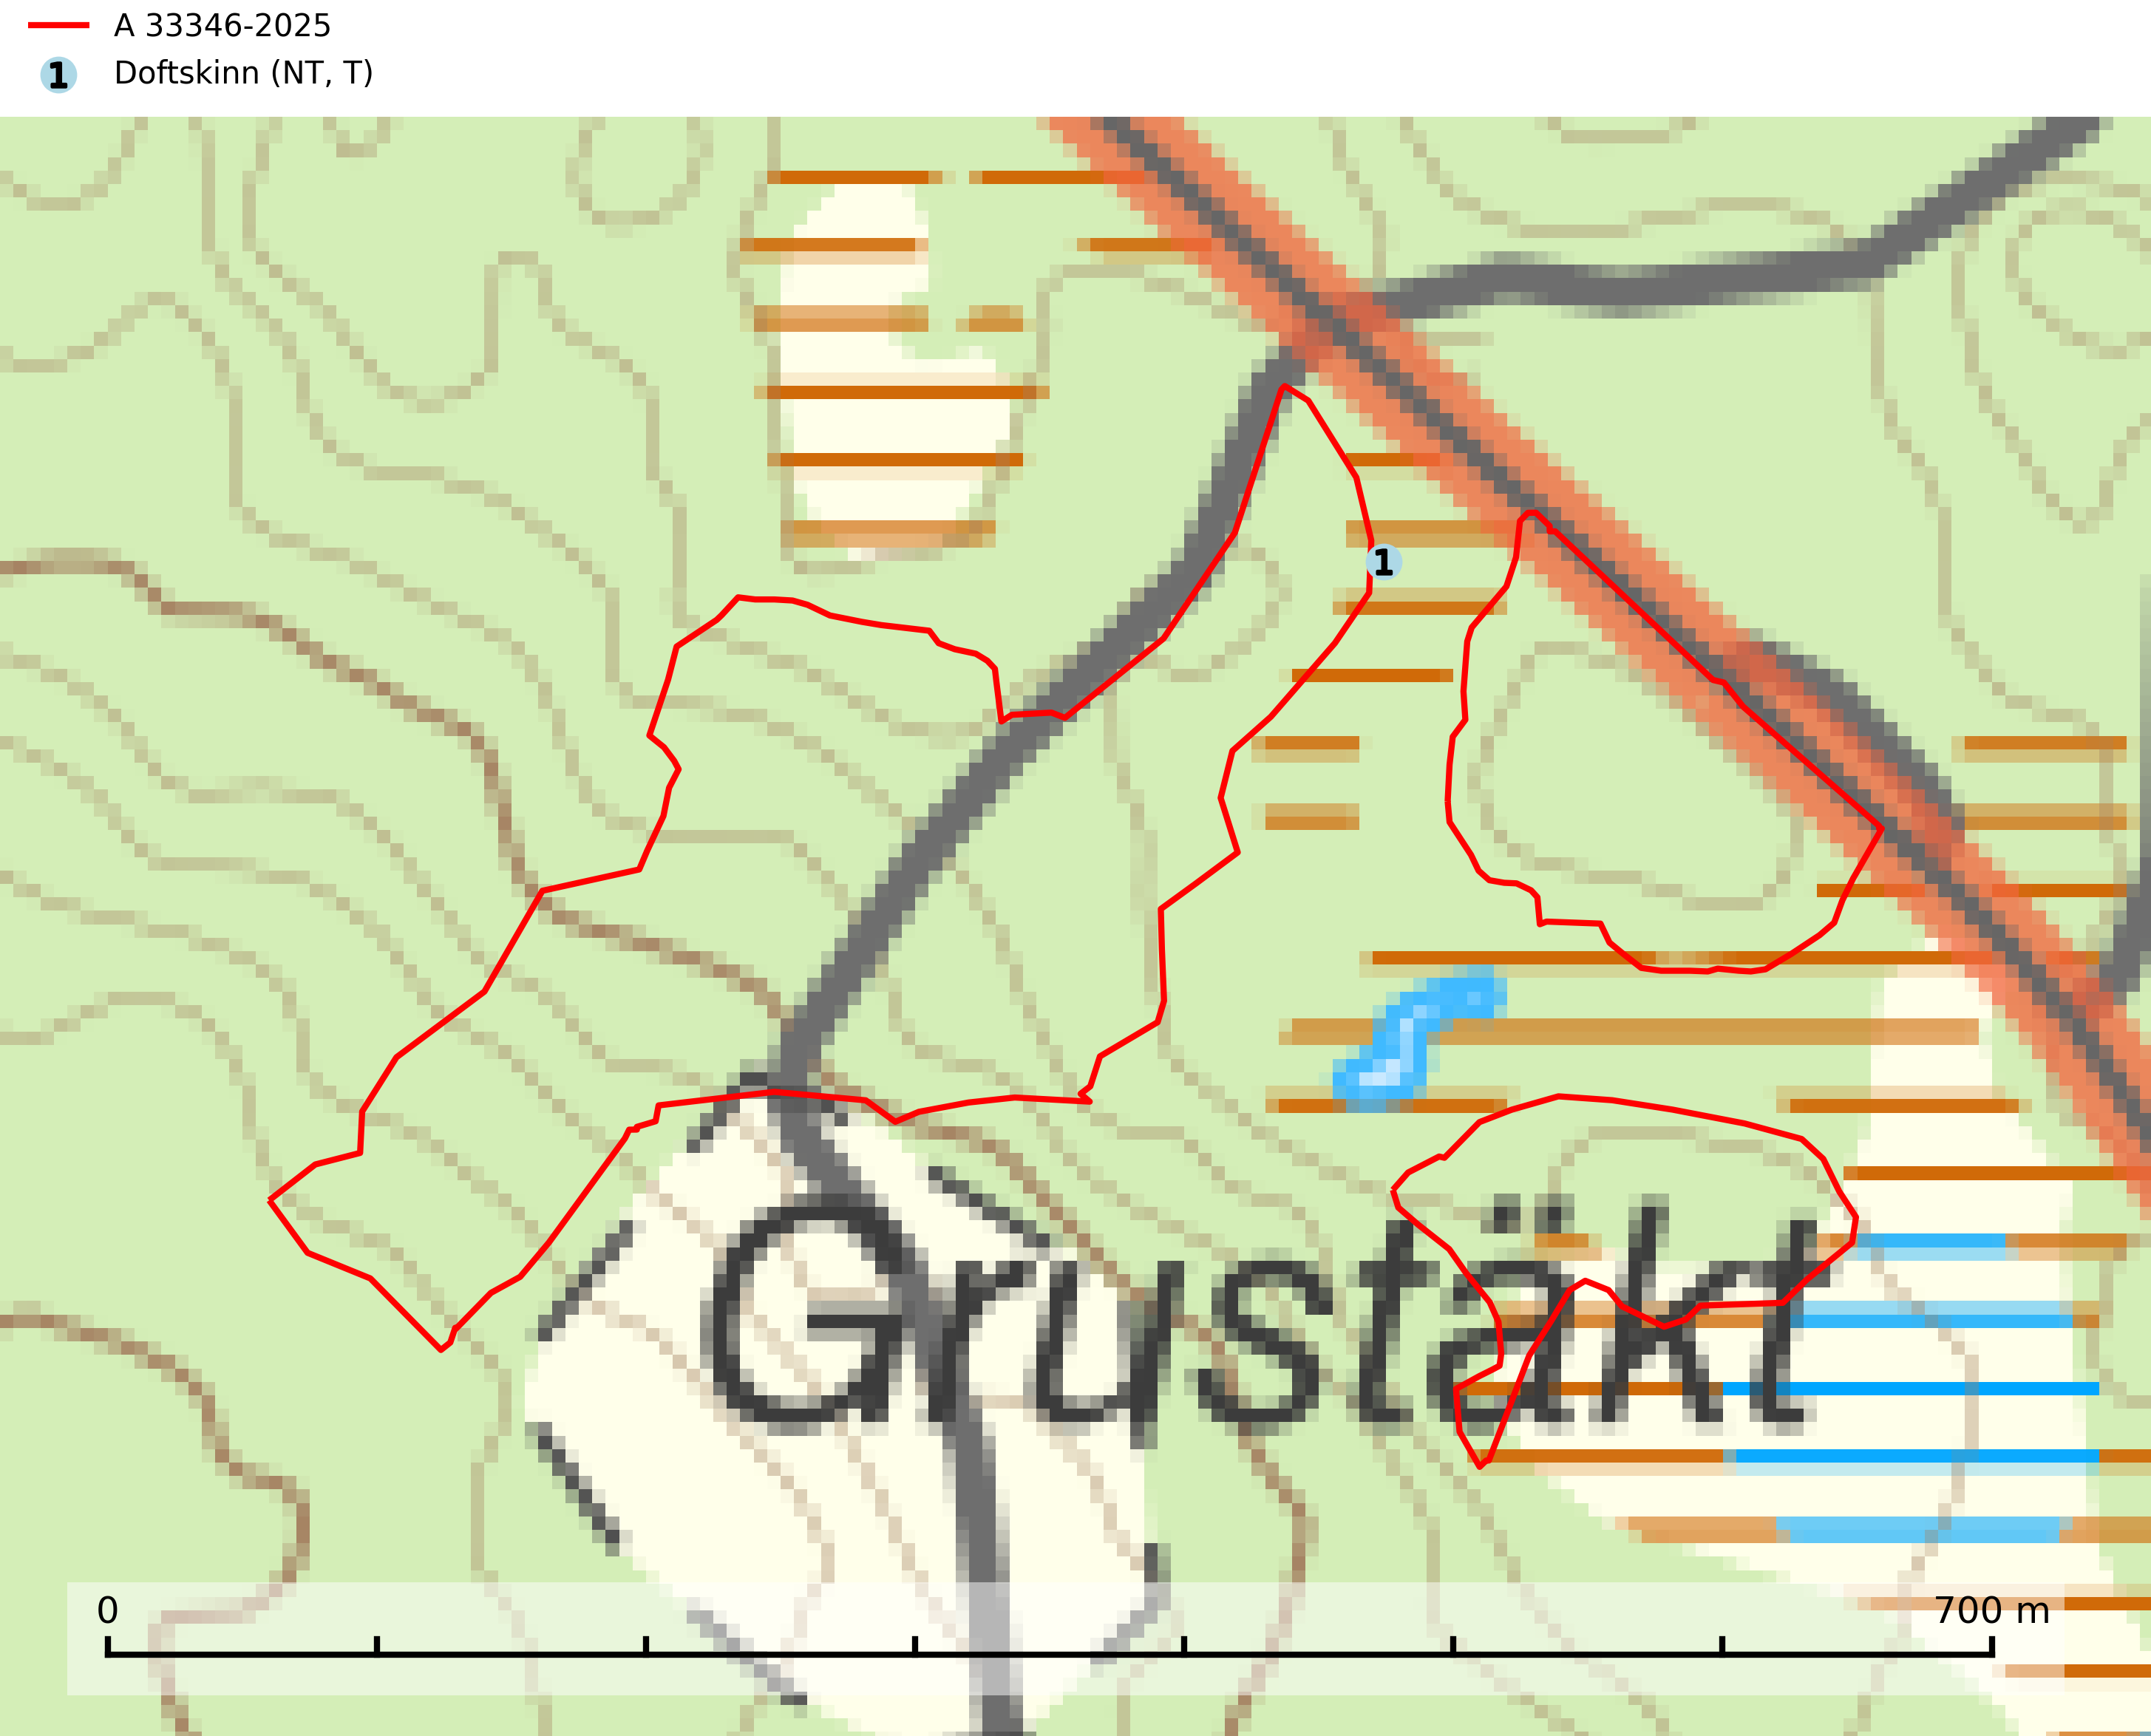 A 33346-2025
1 Doftskinn (NT, T)
1
Grustäkt
0 700 m